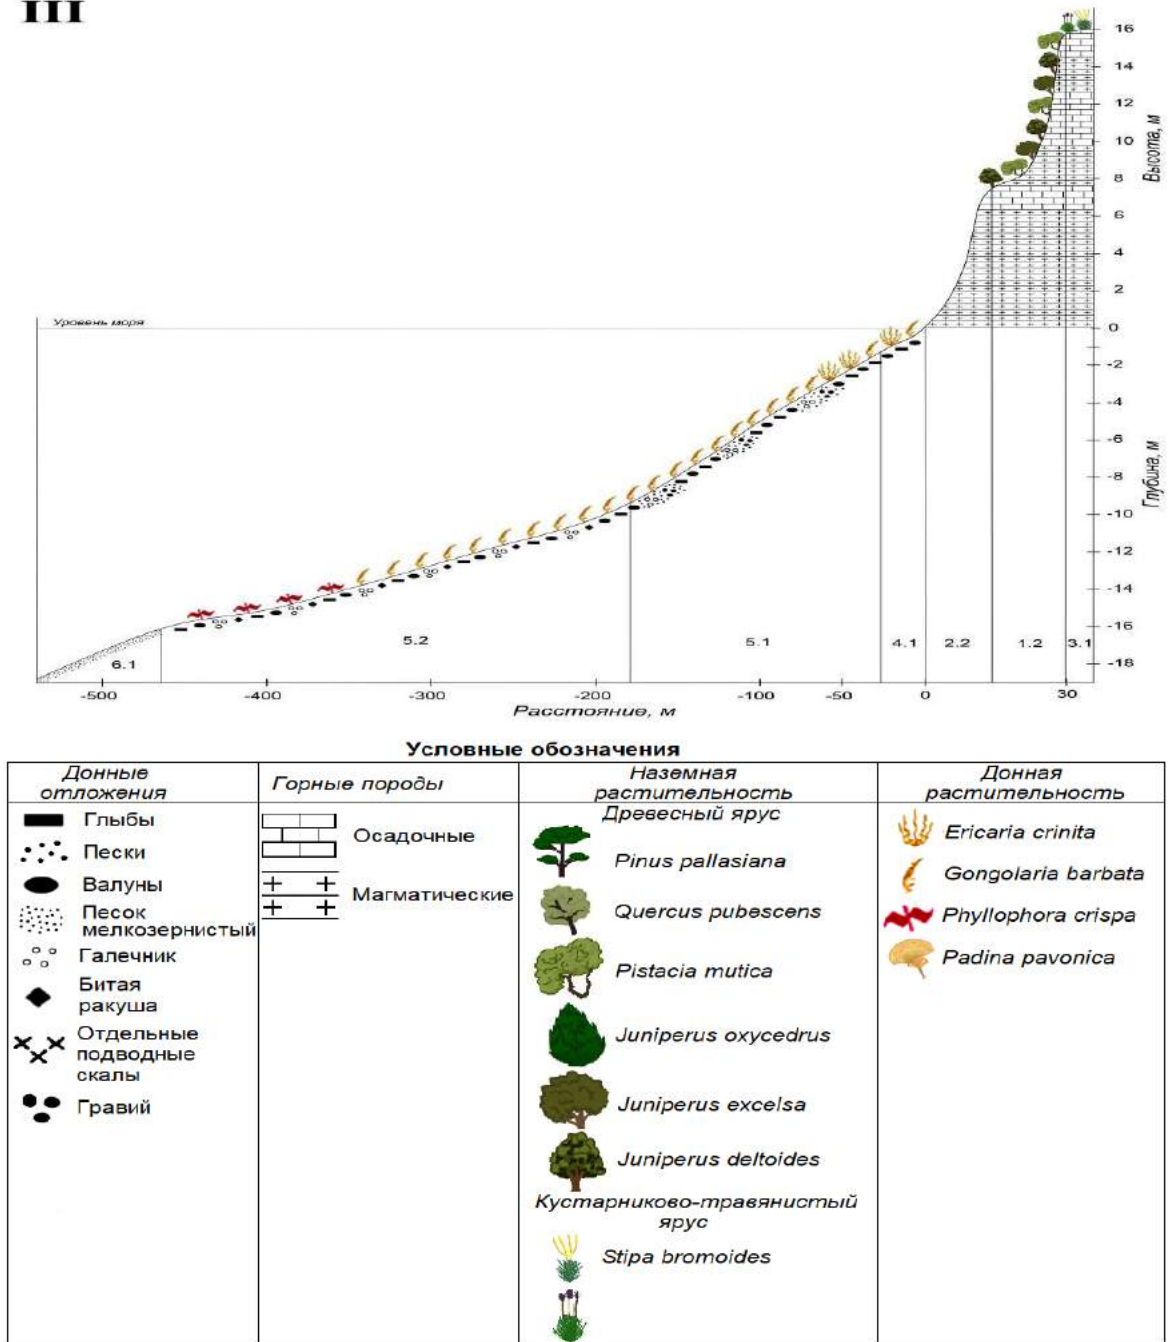 III
16
14
12
10
8
6
4
2
0
-2
-4
-6
-8
-10
-12
-14
-16
-18
Высота, м
Глубина, м
Уровень моря
6.1
5.2
5.1
4.1
2.2
1.2
3.1
-500
-400
-300
-200
-100
-50
0
30
Расстояние, м
Условные обозначения
Донные
отложения
Глыбы
Пески
Валуны
Песок
мелкозернистый
Галечник
Битая
ракуша
Отдельные
подводные
скалы
Гравий
Горные породы
Осадочные
Магматические
Наземная
растительность
Древесный ярус
Pinus pallasiana
Quercus pubescens
Pistacia mutica
Juniperus oxycedrus
Juniperus excelsa
Juniperus deltoides
Кустарниково-травянистый
ярус
Stipa bromoides
Донная
растительность
Ericaria crinita
Gongolaria barbata
Phyllophora crispa
Padina pavonica